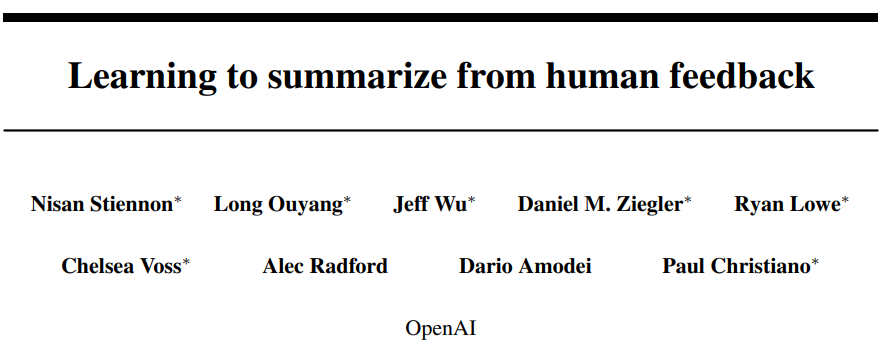 Learning to summarize from human feedback
Nisan Stiennon* Long Ouyang* Jeff Wu* Daniel M. Ziegler* Ryan Lowe*
Chelsea Voss* Alec Radford Dario Amodei Paul Christiano*
OpenAI